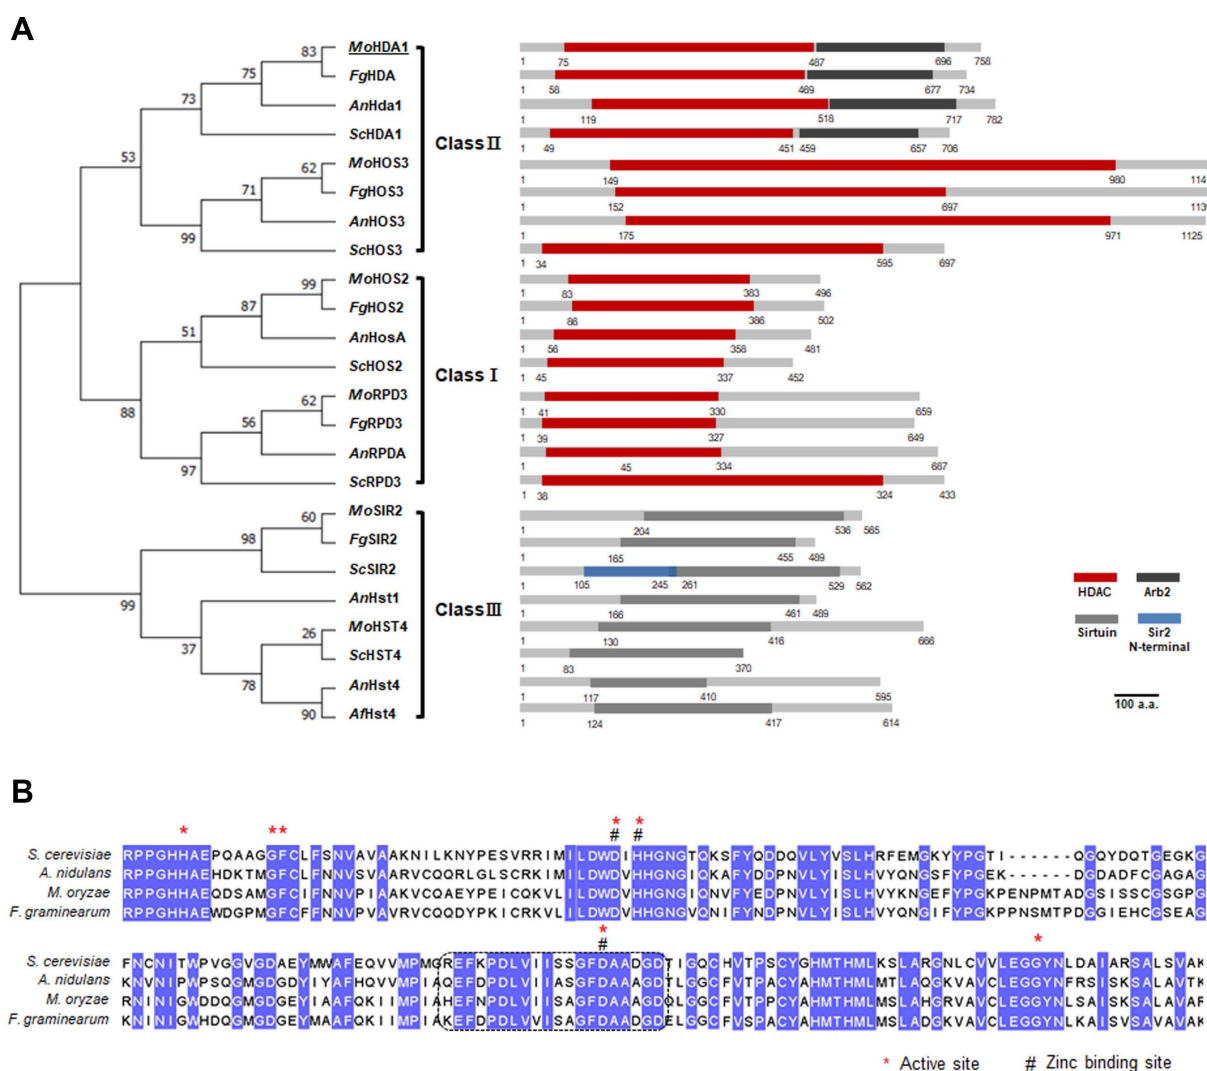 A
83 MoHDA1
1 75 487 696 758
75 FgHDA
1 58 469 677 734
73 AnHda1
1 119 518 717 782
ScHDA1
1 49 451 459 657 706
Class II
53
62 MoHOS3
1 149 980 114
71 FgHOS3
1 152 697 1135
AnHOS3
1 175 971 1125
99 ScHOS3
1 34 595 697
99 MoHOS2
1 83 383 496
87 FgHOS2
1 86 386 502
51 AnHosA
1 56 358 481
ScHOS2
1 45 337 452
Class I
88
62 MoRPD3
1 41 330 659
56 FgRPD3
1 39 327 649
AnRPDA
1 45 334 687
97 ScRPD3
1 38 324 433
60 MoSIR2
1 204 536 565
98 FgSIR2
1 165 455 489
ScSIR2
1 105 245 261 529 562
99
AnHst1
1 166 461 489
Class III
37
26 MoHST4
1 130 416 666
ScHST4
1 83 370
78 AnHst4
1 117 410 595
90 AfHst4
1 124 417 614
HDAC Arb2
Sirtuin Sir2
N-terminal
100 a.a.
B
* ** * *
# #
S. cerevisiae RPPGHHAEPQAAGGFCLFSNVAVAAKNILKNYPESVRRIMILDWDIHHGNGTQKSFYQDDQVLYVSLHRFEMGKYYPGTI------QGQYDQTGEGKG
A. nidulans RPPGHHAEHDKTMGFCLFNNVSVAARVCQQRLGLSCRKIMILDWDVHHGNGIQKAFYDDPNVLYISLHVYQNGSFYPGEK------DGDADFCGAGAG
M. oryzae RPPGHHAEQDSAMGFCIFNNVPIAAKVCQAEYPEICQKVLILDWDVHHGNGVQNVFYEDPNVLYISLHVYKNGEFYPGKPENPMTADGSISSCGSGPG
F. graminearum RPPGHHAEWDGPMGFCFFNNVPVAVRVCQQDYPKICRKVLILDWDVHHGNGVQNIFYNDPNVLYISLHVYQNGIFYPGKPPNSMTPDGGIEHCGSEAG
* *
#
S. cerevisiae FNCNITWPVGGVGDAEYMWAFEQVVMPMGREFKPDLVIISSGFDAADGDTIGQCHVTPSCYGHMTHMLKSLARGNLCVVLEGGYNLDAIARSALSVAK
A. nidulans KNVNIPWPSQGMGDGDYIYAFHQVVMPIAQEFDPDLVIIASGFDAAAGDTLGGCFVTPPCYAHMTHMLMTLAQGKVAVCLEGGYNFRSISKSALAVTK
M. oryzae RNINIGWDDQGMGDGEYIAAFQKIIMPIAHEFNPDLVIISAGFDAAAGDQLGGCFVTPPCYAHMTHMLMSLAHGRVAVCLEGGYNLSAISKSALAVAR
F. graminearum KNINIGWHDQGMGDGEYMAAFQKIIMPIAKEFDPDLVVISAGFDAADGDELGGCFVSPACYAHMTHMLMSLADGKVAVCLEGGYNLKAISVSAVAVAK
* Active site # Zinc binding site